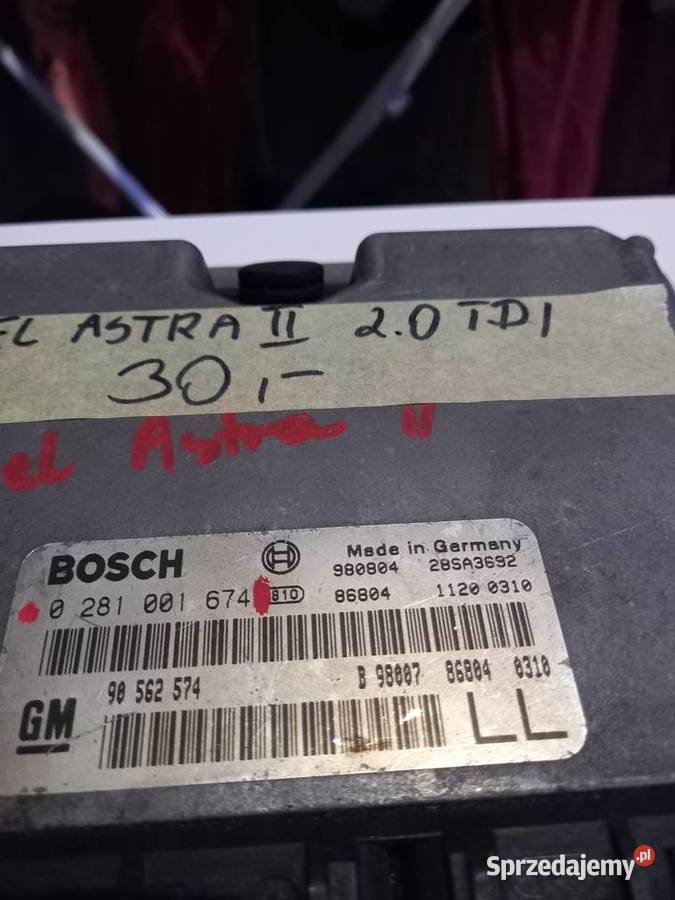 EL ASTRA II 2.0 TDI
30,-
el Astra II
BOSCH
Made in Germany
980804 28SA3692
0 281 001 674 810 86804 1120 0310
90 562 574 B 98007 86804 0310
GM LL
Sprzedajemy.pl